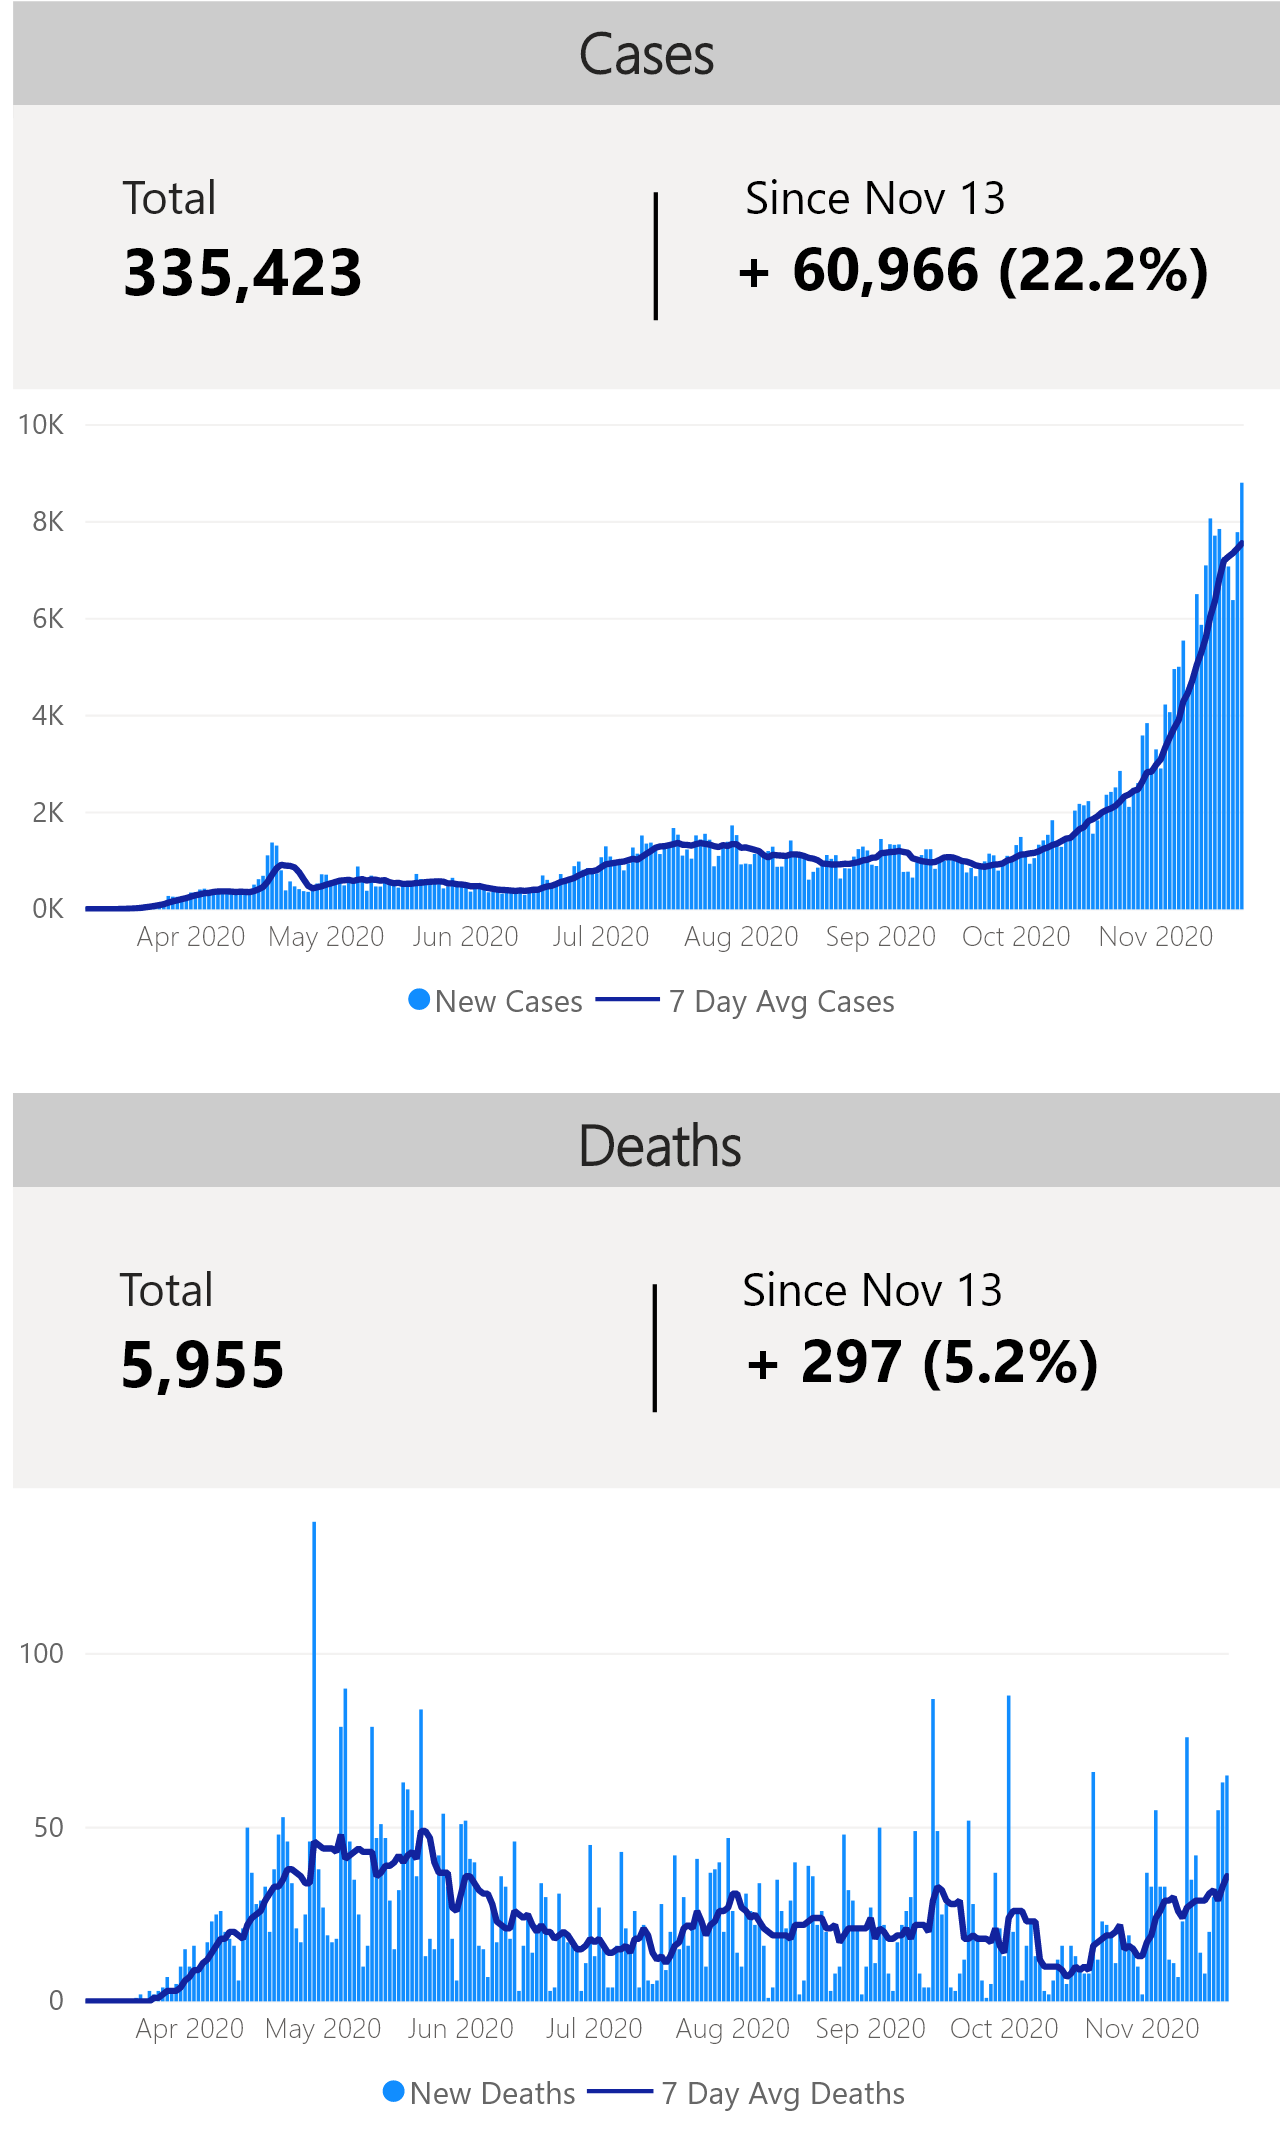 Cases
Total
Since Nov 13
335,423
+ 60,966 (22.2%)
10K
8K
6K
4K
2K
0K
Apr 2020 May 2020 Jun 2020 Jul 2020 Aug 2020 Sep 2020 Oct 2020 Nov 2020
New Cases 7 Day Avg Cases
Deaths
Total
Since Nov 13
5,955
+ 297 (5.2%)
100
50
0
Apr 2020 May 2020 Jun 2020 Jul 2020 Aug 2020 Sep 2020 Oct 2020 Nov 2020
New Deaths 7 Day Avg Deaths